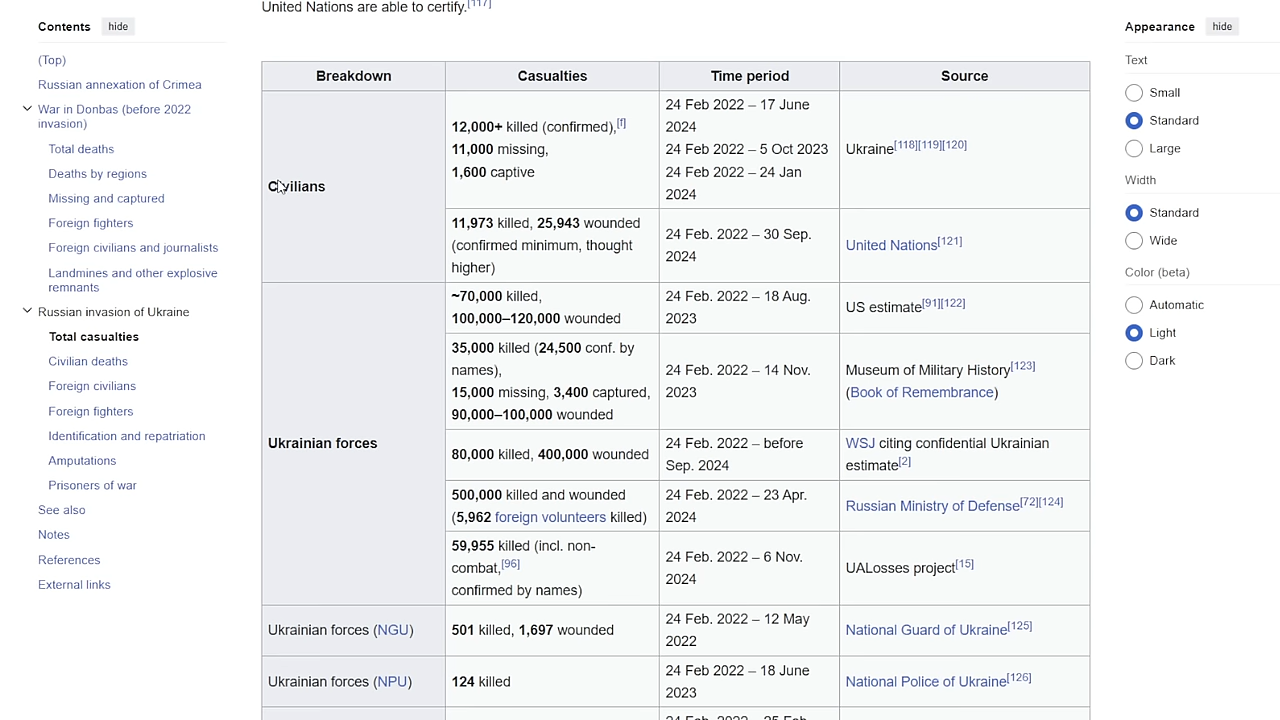 Contents hide
(Top)
Russian annexation of Crimea
War in Donbas (before 2022
invasion)
Total deaths
Deaths by regions
Missing and captured
Foreign fighters
Foreign civilians and journalists
Landmines and other explosive
remnants
Russian invasion of Ukraine
Total casualties
Civilian deaths
Foreign civilians
Foreign fighters
Identification and repatriation
Amputations
Prisoners of war
See also
Notes
References
External links
United Nations are able to certify.[117]
Breakdown Casualties Time period Source
Civilians
12,000+ killed (confirmed),[f]
11,000 missing,
1,600 captive
24 Feb 2022 – 17 June
2024
24 Feb 2022 – 5 Oct 2023
24 Feb 2022 – 24 Jan
2024
Ukraine[118][119][120]
11,973 killed, 25,943 wounded
(confirmed minimum, thought
higher)
24 Feb. 2022 – 30 Sep.
2024
United Nations[121]
Ukrainian forces
~70,000 killed,
100,000–120,000 wounded
24 Feb. 2022 – 18 Aug.
2023
US estimate[91][122]
35,000 killed (24,500 conf. by
names),
15,000 missing, 3,400 captured,
90,000–100,000 wounded
24 Feb. 2022 – 14 Nov.
2023
Museum of Military History[123]
(Book of Remembrance)
80,000 killed, 400,000 wounded
24 Feb. 2022 – before
Sep. 2024
WSJ citing confidential Ukrainian
estimate[2]
500,000 killed and wounded
(5,962 foreign volunteers killed)
24 Feb. 2022 – 23 Apr.
2024
Russian Ministry of Defense[72][124]
59,955 killed (incl. non-
combat,[96]
confirmed by names)
24 Feb. 2022 – 6 Nov.
2024
UALosses project[15]
Ukrainian forces (NGU)
501 killed, 1,697 wounded
24 Feb 2022 – 12 May
2022
National Guard of Ukraine[125]
Ukrainian forces (NPU)
124 killed
24 Feb 2022 – 18 June
2023
National Police of Ukraine[126]
Appearance hide
Text
Small
Standard
Large
Width
Standard
Wide
Color (beta)
Automatic
Light
Dark